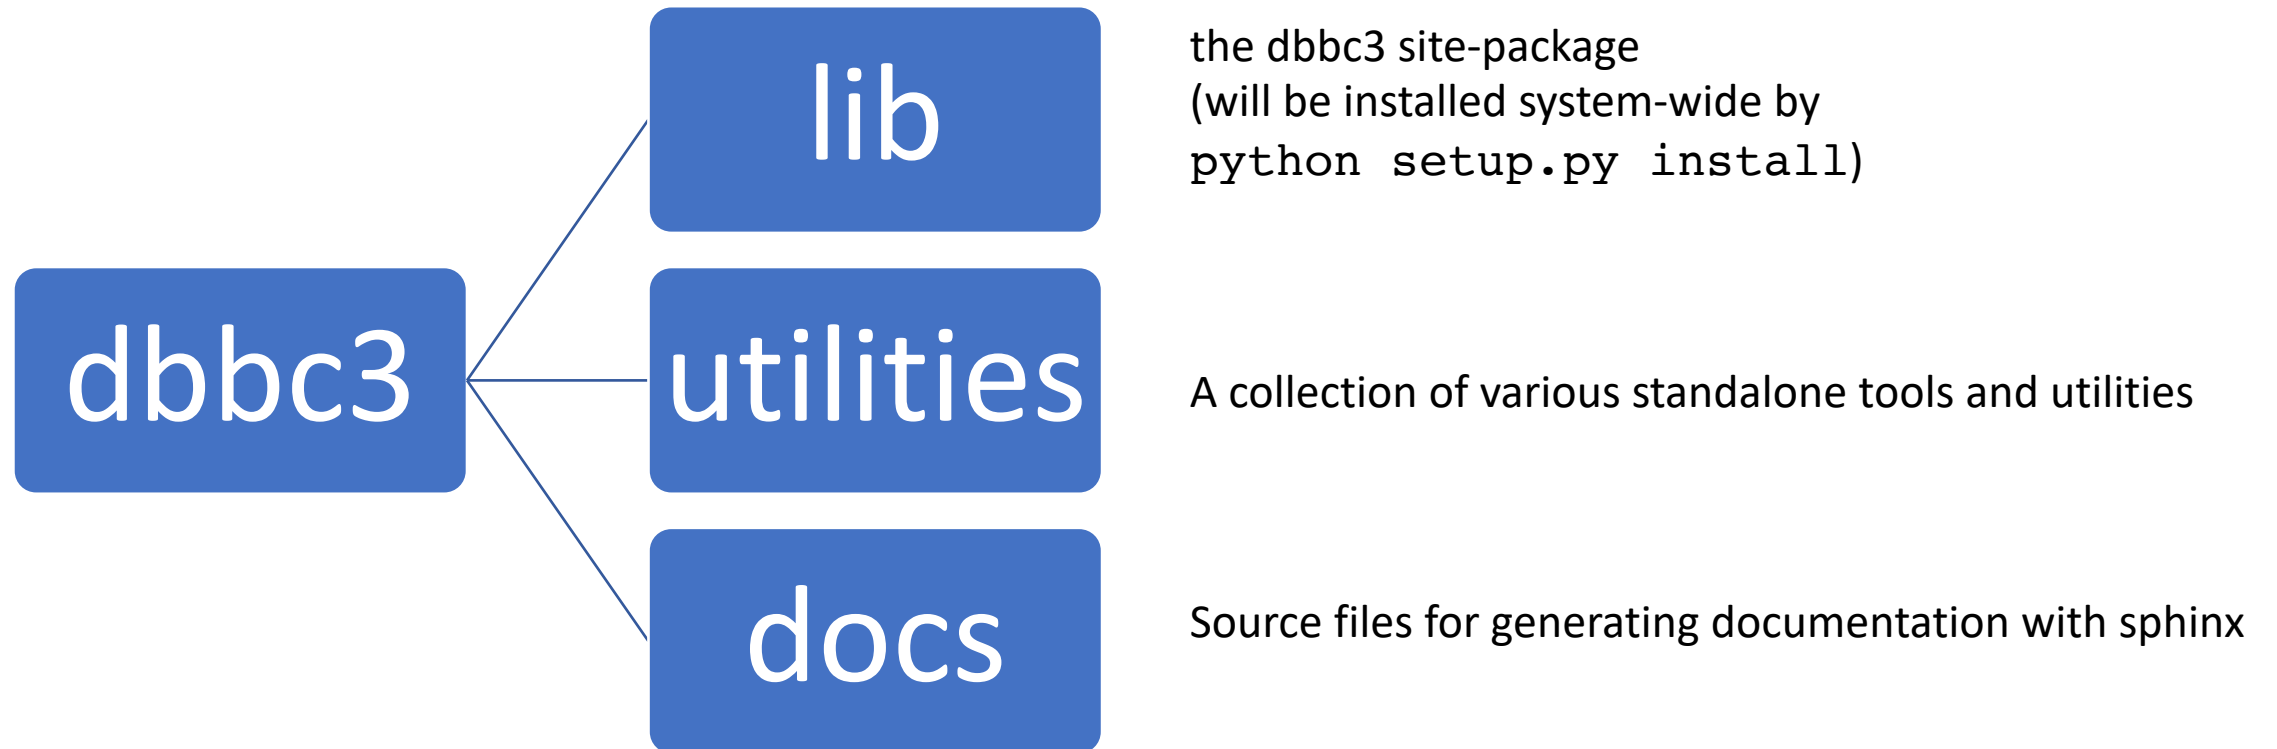 dbbc3
lib
the dbbc3 site-package
(will be installed system-wide by
python setup.py install)
utilities
A collection of various standalone tools and utilities
docs
Source files for generating documentation with sphinx